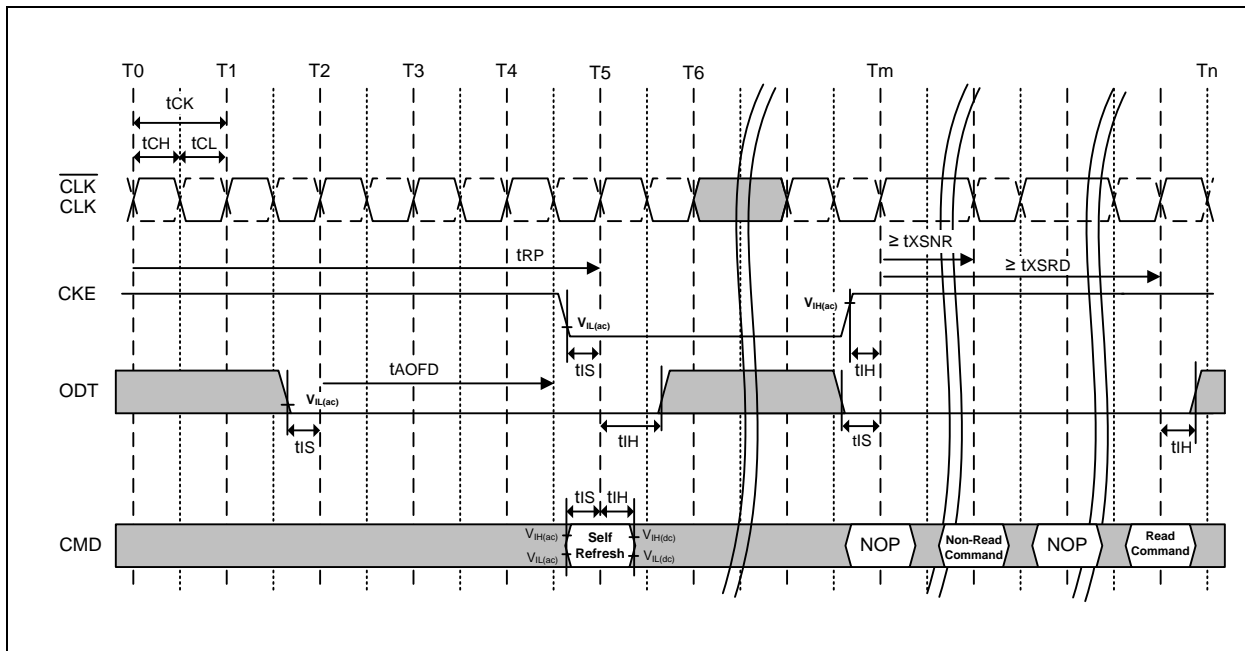 T0 T1 T2 T3 T4 T5 T6 Tm Tn
tCK
tCH tCL
CLK
CLK
≥ tXSNR
tRP
≥ tXSRD
CKE
VIH(ac)
VIL(ac)
tIS
tIH
tAOFD
ODT
VIL(ac)
tIS
tIH
tIS
tIH
tIS tIH
CMD
VIH(ac)
VIL(ac)
Self
Refresh
VIH(dc)
VIL(dc)
NOP
Non-Read
Command
NOP
Read
Command